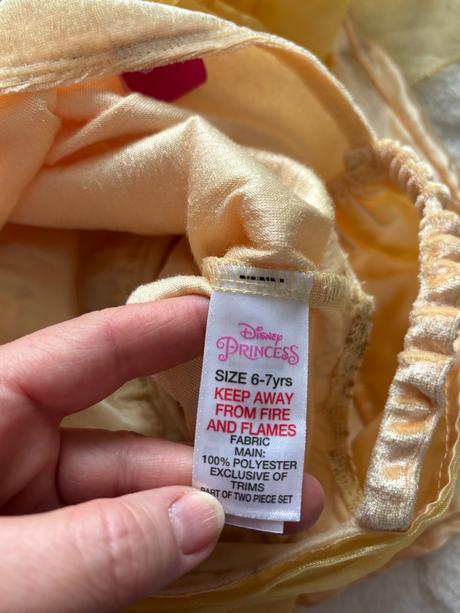 Disney
PRINCESS
SIZE 6-7yrs
KEEP AWAY
FROM FIRE
AND FLAMES
FABRIC
MAIN:
100% POLYESTER
EXCLUSIVE OF
TRIMS
PART OF TWO PIECE SET